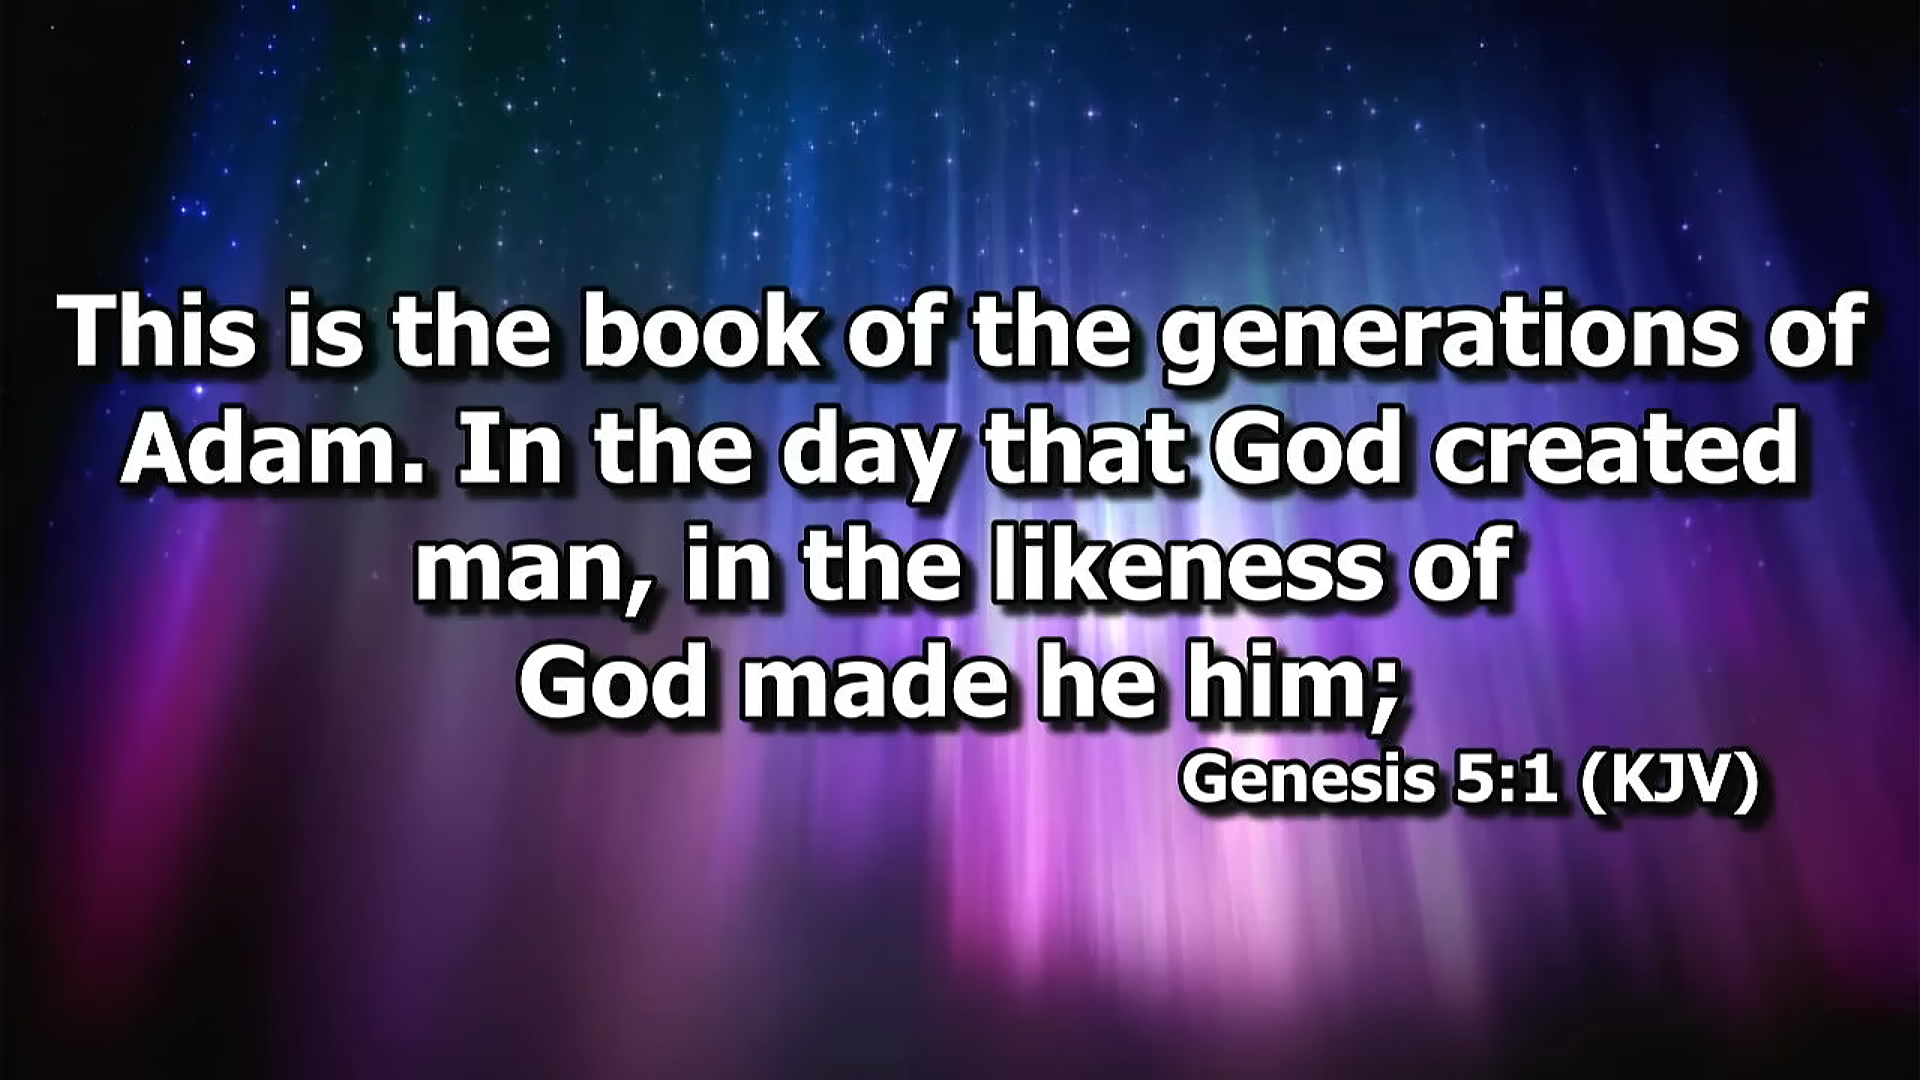 This is the book of the generations of
Adam. In the day that God created
man, in the likeness of
God made he him;
Genesis 5:1 (KJV)